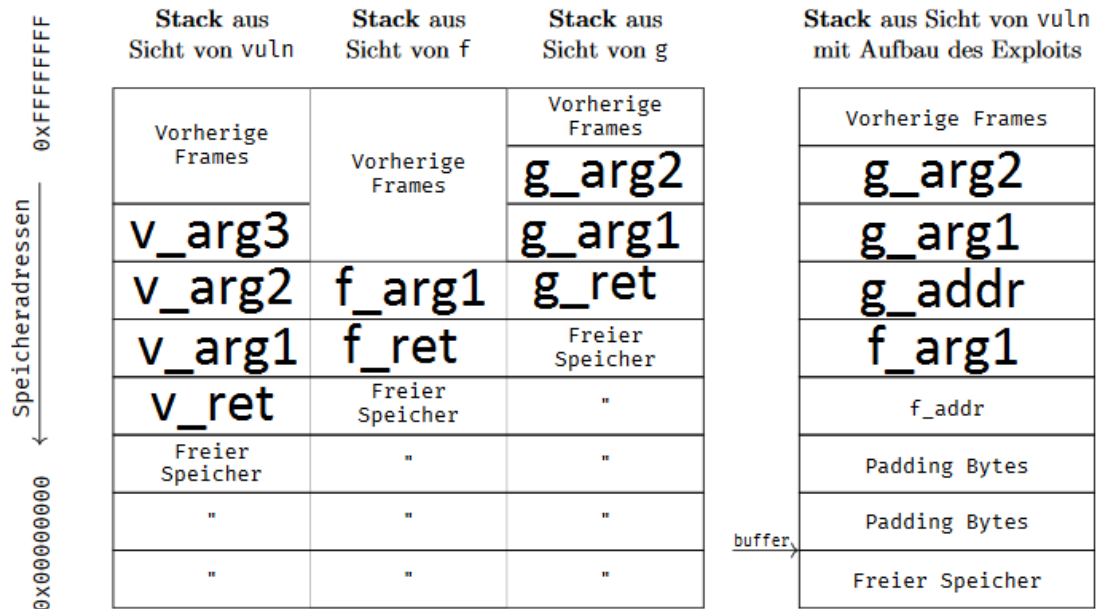 Stack aus
Sicht von vuln
Stack aus
Sicht von f
Stack aus
Sicht von g
Stack aus Sicht von vuln
mit Aufbau des Exploits
0xFFFFFFFF
Speicheradressen
0x00000000
Vorherige
Frames
v_arg3
v_arg2
v_arg1
v_ret
Freier
Speicher
"
"
Vorherige
Frames
f_arg1
f_ret
Freier
Speicher
"
"
"
Vorherige
Frames
g_arg2
g_arg1
g_ret
Freier
Speicher
"
"
"
"
buffer
Vorherige Frames
g_arg2
g_arg1
g_addr
f_arg1
f_addr
Padding Bytes
Padding Bytes
Freier Speicher